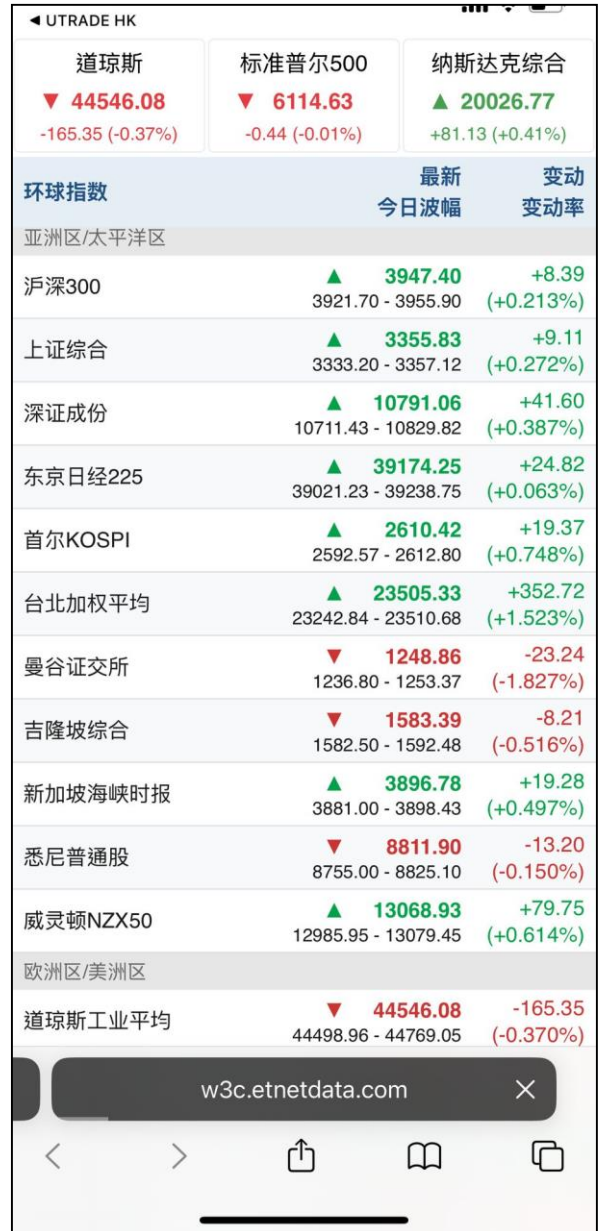 ◀ UTRADE HK
道琼斯 标准普尔500 纳斯达克综合
▼ 44546.08 ▼ 6114.63 ▲ 20026.77
-165.35 (-0.37%) -0.44 (-0.01%) +81.13 (+0.41%)
环球指数 最新 变动
今日波幅 变动率
亚洲区/太平洋区
沪深300 ▲ 3947.40 +8.39
3921.70 - 3955.90 (+0.213%)
上证综合 ▲ 3355.83 +9.11
3333.20 - 3357.12 (+0.272%)
深证成份 ▲ 10791.06 +41.60
10711.43 - 10829.82 (+0.387%)
东京日经225 ▲ 39174.25 +24.82
39021.23 - 39238.75 (+0.063%)
首尔KOSPI ▲ 2610.42 +19.37
2592.57 - 2612.80 (+0.748%)
台北加权平均 ▲ 23505.33 +352.72
23242.84 - 23510.68 (+1.523%)
曼谷证交所 ▼ 1248.86 -23.24
1236.80 - 1253.37 (-1.827%)
吉隆坡综合 ▼ 1583.39 -8.21
1582.50 - 1592.48 (-0.516%)
新加坡海峡时报 ▲ 3896.78 +19.28
3881.00 - 3898.43 (+0.497%)
悉尼普通股 ▼ 8811.90 -13.20
8755.00 - 8825.10 (-0.150%)
威灵顿NZX50 ▲ 13068.93 +79.75
12985.95 - 13079.45 (+0.614%)
欧洲区/美洲区
道琼斯工业平均 ▼ 44546.08 -165.35
44498.96 - 44769.05 (-0.370%)
w3c.etnetdata.com